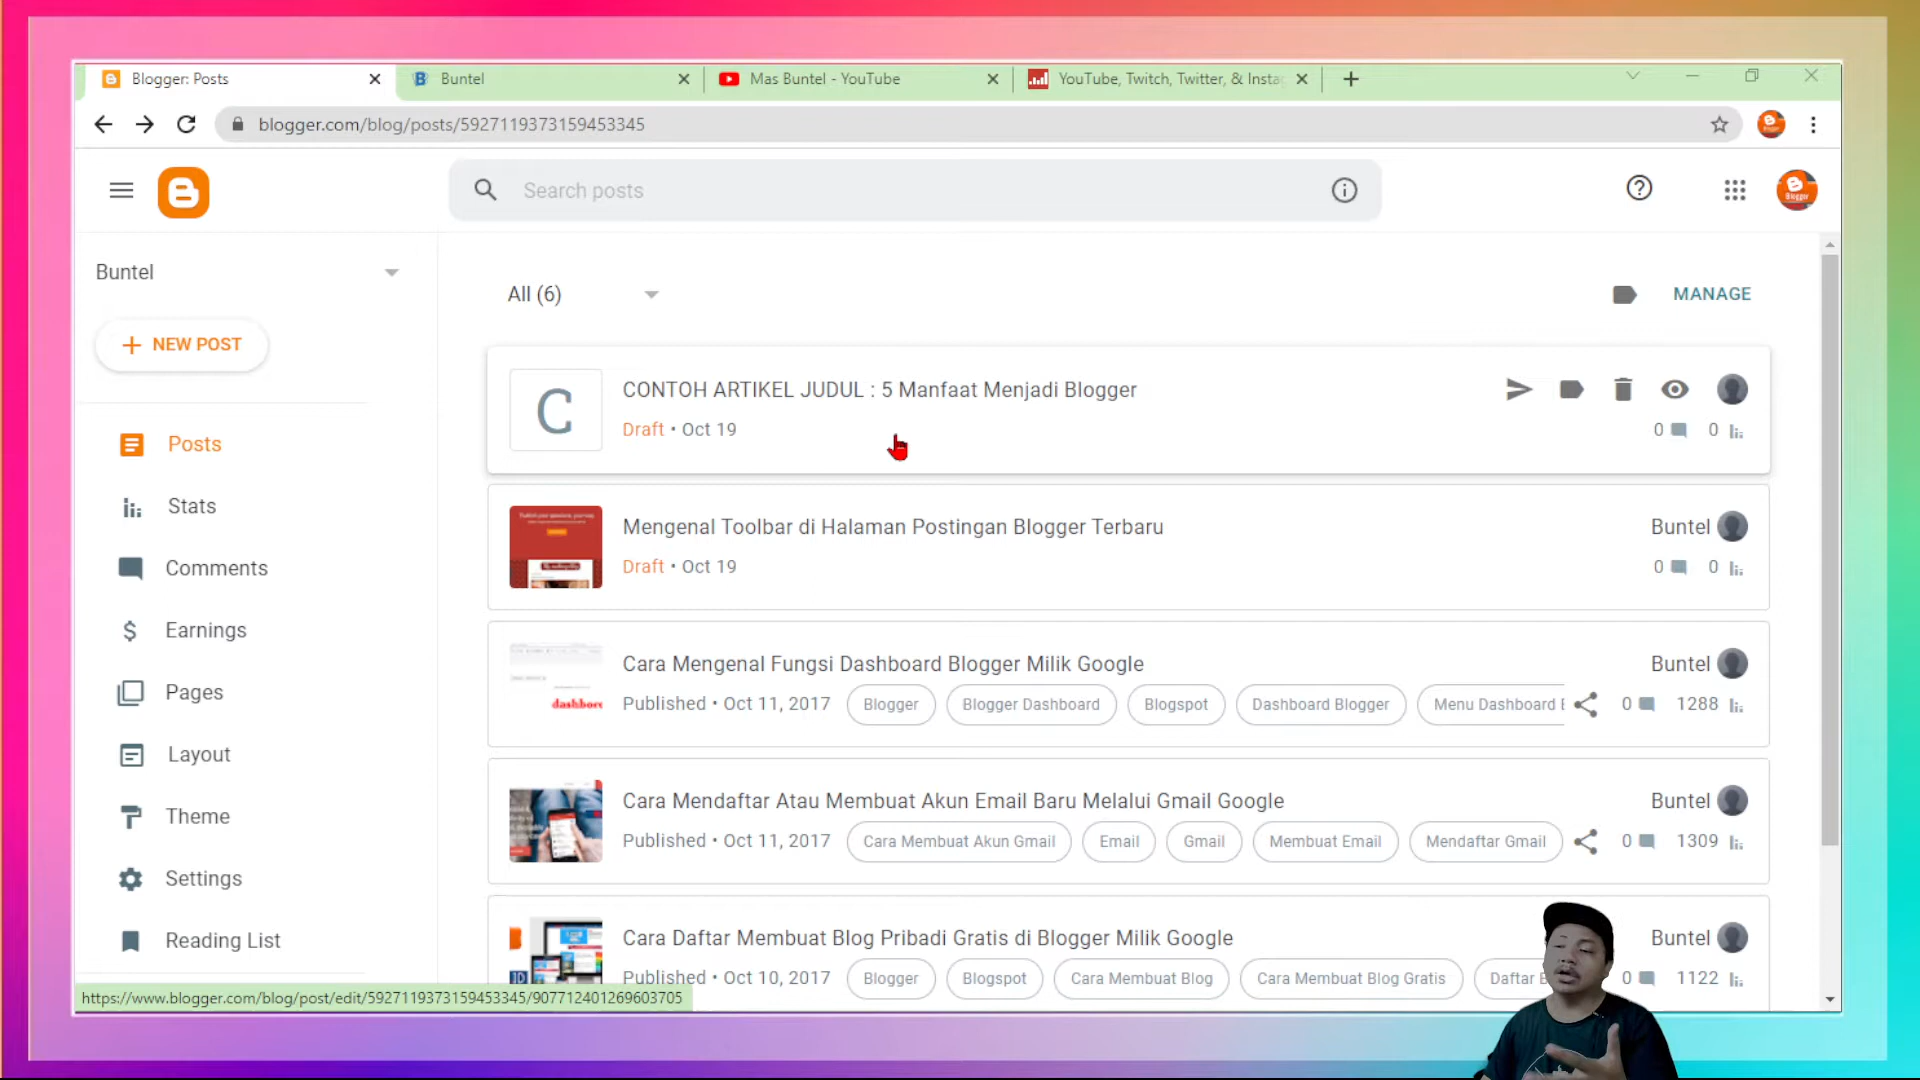 Blogger: Posts
Buntel
Mas Buntel - YouTube
YouTube, Twitch, Twitter, & Insta
blogger.com/blog/posts/5927119373159453345
Search posts
Blogger
Buntel
NEW POST
Posts
Stats
Comments
Earnings
Pages
Layout
Theme
Settings
Reading List
All (6)
MANAGE
C
CONTOH ARTIKEL JUDUL : 5 Manfaat Menjadi Blogger
Draft • Oct 19
0 0
Mengenal Toolbar di Halaman Postingan Blogger Terbaru
Buntel
Draft • Oct 19
0 0
Cara Mengenal Fungsi Dashboard Blogger Milik Google
Buntel
dashboar
Published • Oct 11, 2017 Blogger Blogger Dashboard Blogspot Dashboard Blogger Menu Dashboard B 0 1288
Cara Mendaftar Atau Membuat Akun Email Baru Melalui Gmail Google
Buntel
Published • Oct 11, 2017 Cara Membuat Akun Gmail Email Gmail Membuat Email Mendaftar Gmail 0 1309
Cara Daftar Membuat Blog Pribadi Gratis di Blogger Milik Google
Buntel
Published • Oct 10, 2017 Blogger Blogspot Cara Membuat Blog Cara Membuat Blog Gratis Daftar B 0 1122
https://www.blogger.com/blog/post/edit/5927119373159453345/907712401269603705